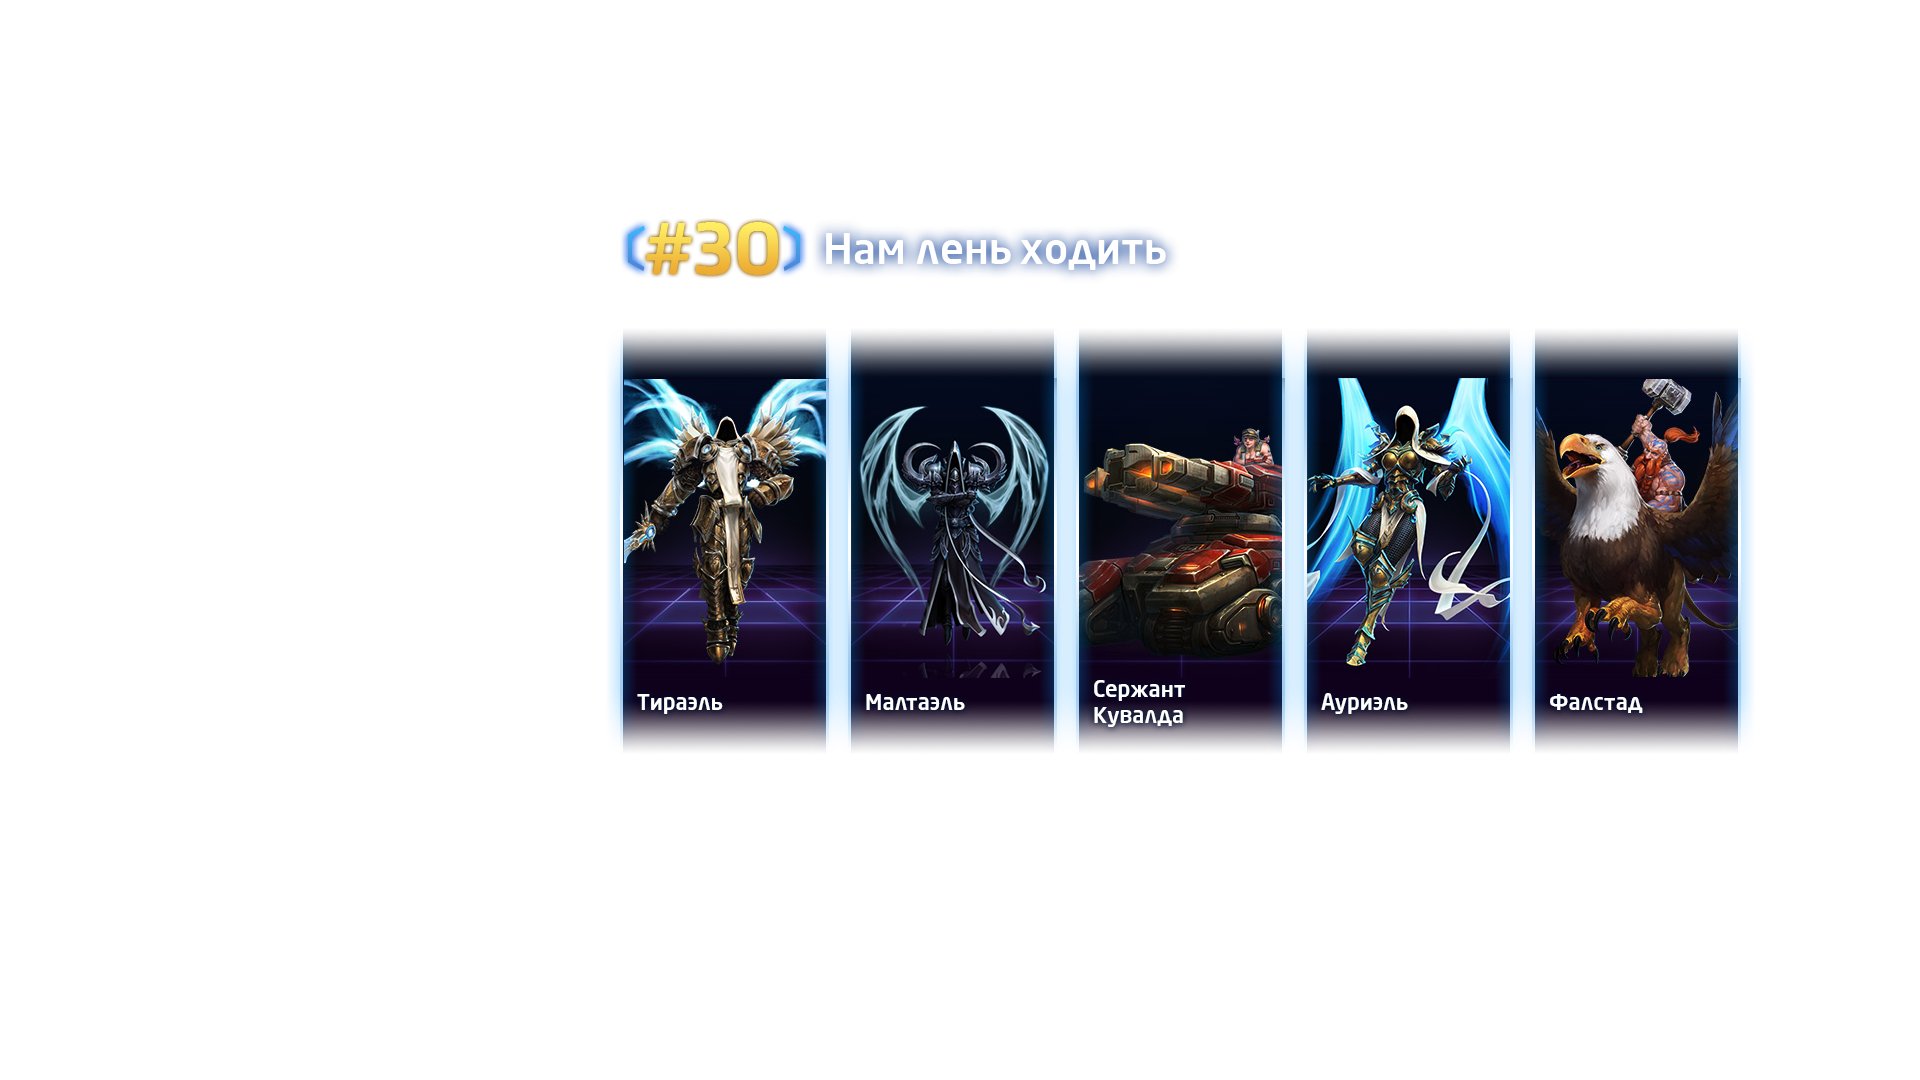 #30 Нам лень ходить
Тираэль
Малтаэль
Сержант
Кувалда
Ауриэль
Фалстад